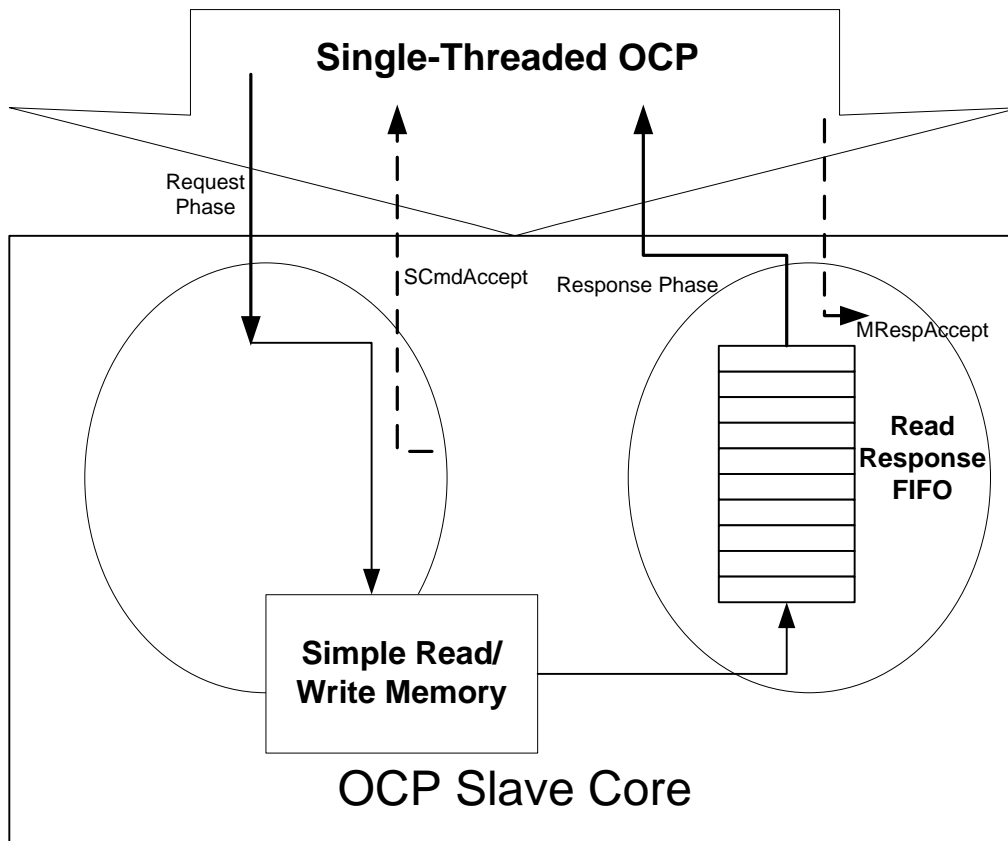 Single-Threaded OCP
Request
Phase
SCmdAccept
Response Phase
MRespAccept
Read
Response
FIFO
Simple Read/
Write Memory
OCP Slave Core